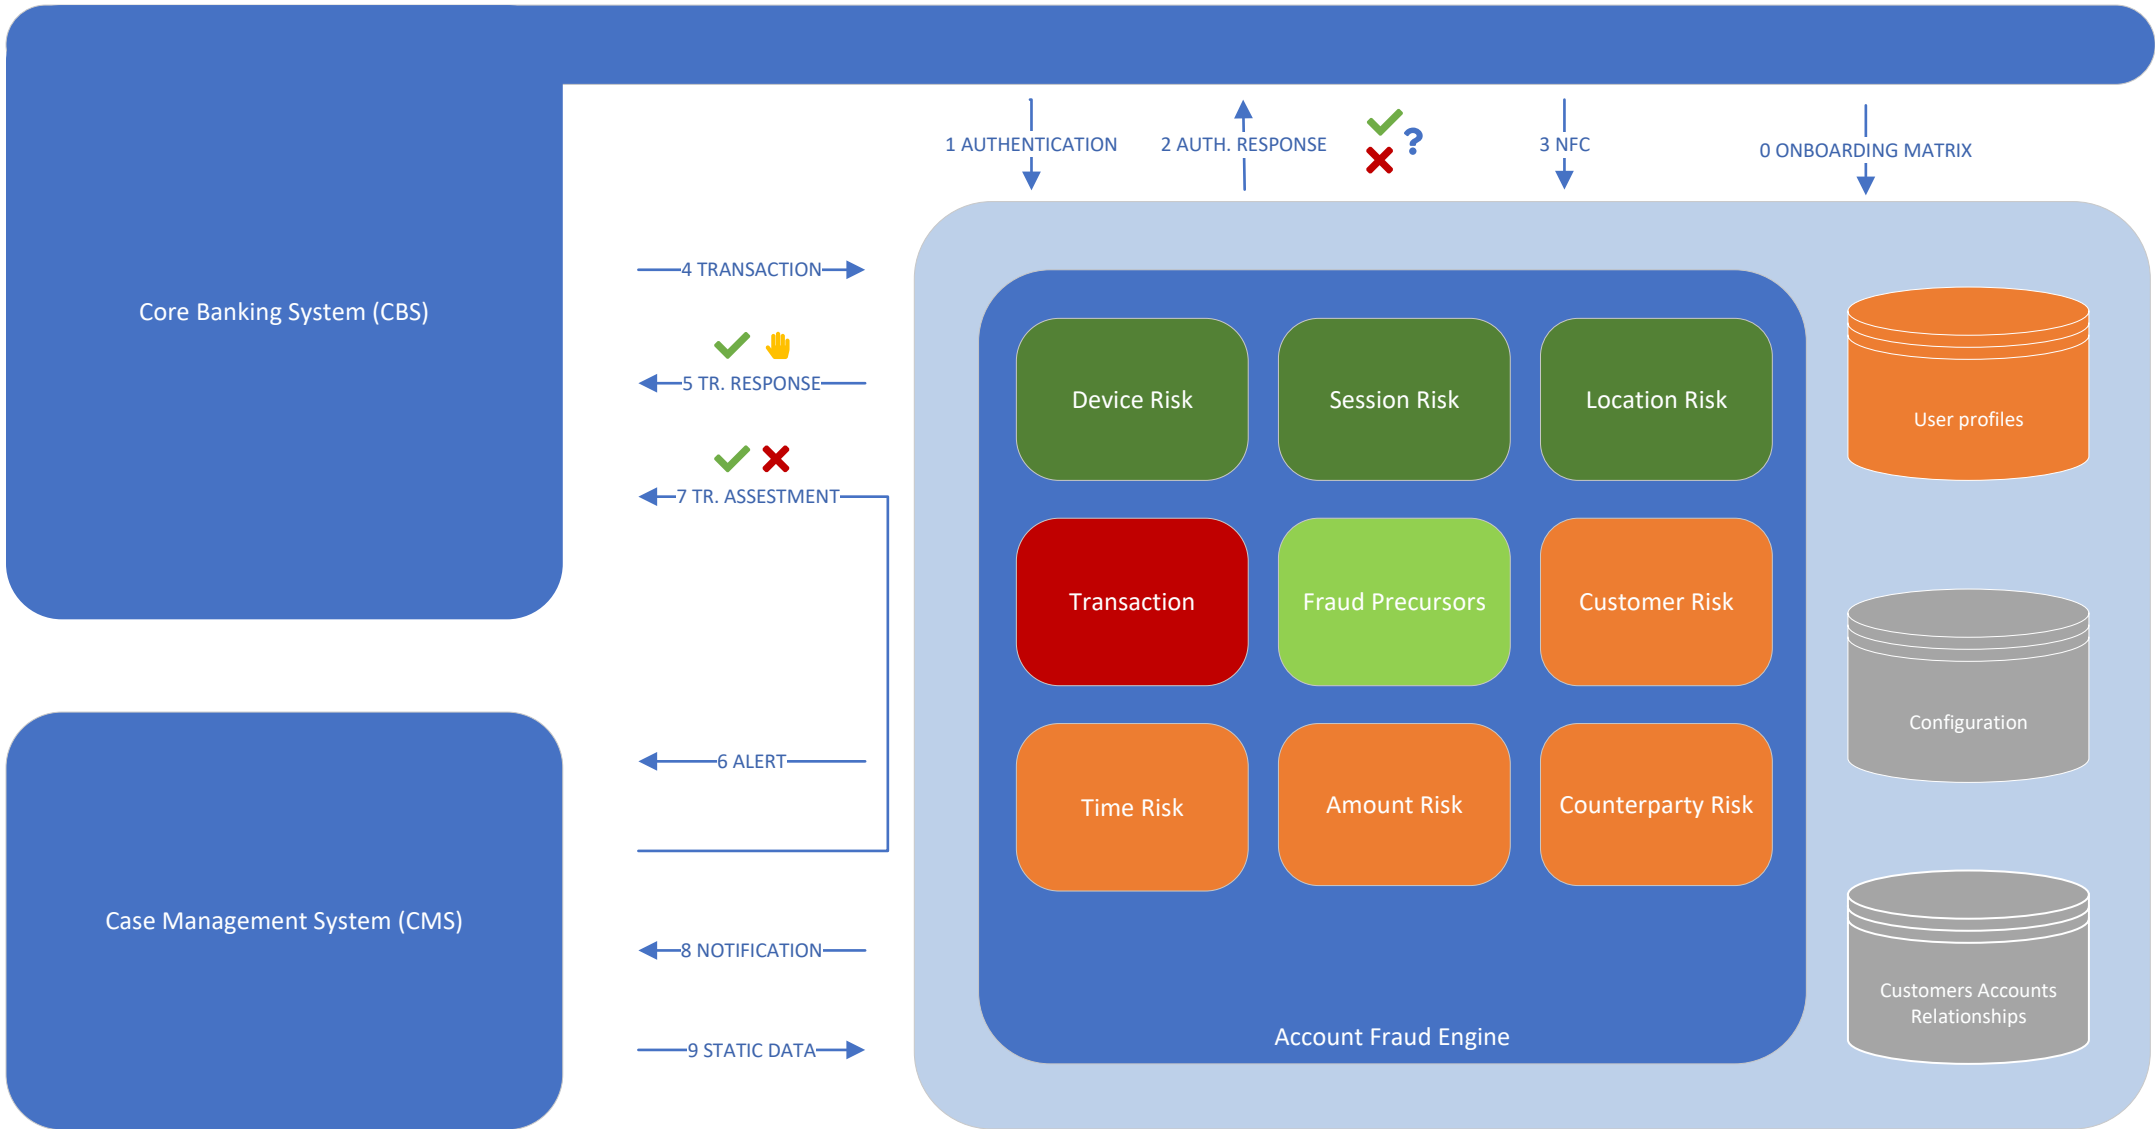 1 AUTHENTICATION
2 AUTH. RESPONSE
3 NFC
0 ONBOARDING MATRIX
Core Banking System (CBS)
4 TRANSACTION
5 TR. RESPONSE
7 TR. ASSESTMENT
6 ALERT
Case Management System (CMS)
8 NOTIFICATION
9 STATIC DATA
Device Risk
Session Risk
Location Risk
Transaction
Fraud Precursors
Customer Risk
Time Risk
Amount Risk
Counterparty Risk
Account Fraud Engine
User profiles
Configuration
Customers Accounts
Relationships